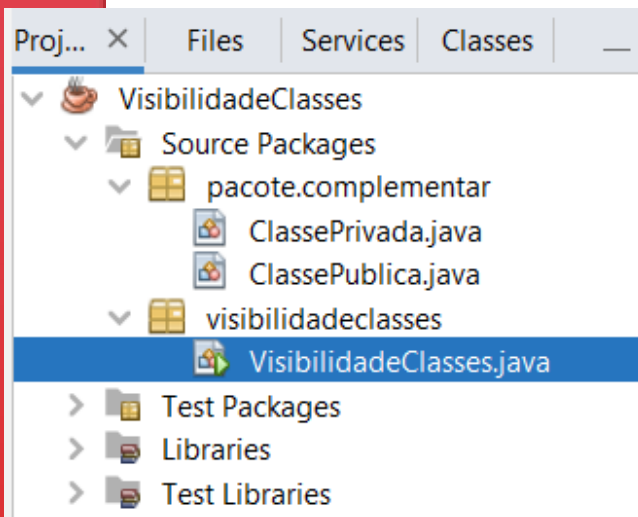 Proj... × Files Services Classes
VisibilidadeClasses
Source Packages
pacote.complementar
ClassePrivada.java
ClassePublica.java
visibilidadeclasses
VisibilidadeClasses.java
Test Packages
Libraries
Test Libraries